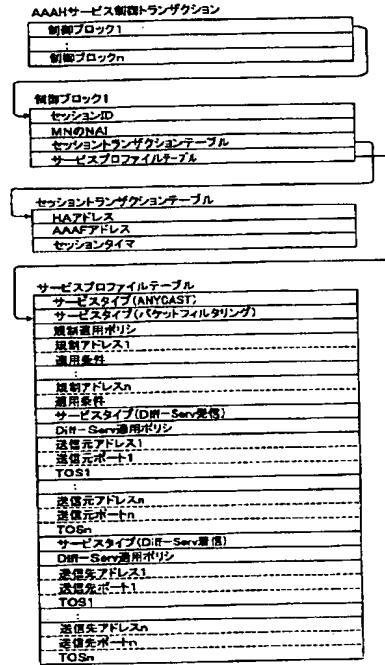 AAAHサービス制御トランザクション
制御ブロック1
:
制御ブロックn
制御ブロック1
セッションID
MNのNAI
セッショントランザクションテーブル
サービスプロファイルテーブル
セッショントランザクションテーブル
HAアドレス
AAAFアドレス
セッションタイマ
サービスプロファイルテーブル
サービスタイプ(ANYCAST)
サービスタイプ(パケットフィルタリング)
規制適用ポリシ
規制アドレス1
適用条件
:
規制アドレスn
適用条件
サービスタイプ(Diff-Serv発信)
Diff-Serv適用ポリシ
送信元アドレス1
送信元ポート1
TOS1
:
送信元アドレスn
送信元ポートn
TOSn
サービスタイプ(Diff-Serv着信)
Diff-Serv適用ポリシ
送信先アドレス1
送信先ポート1
TOS1
:
送信先アドレスn
送信先ポートn
TOSn